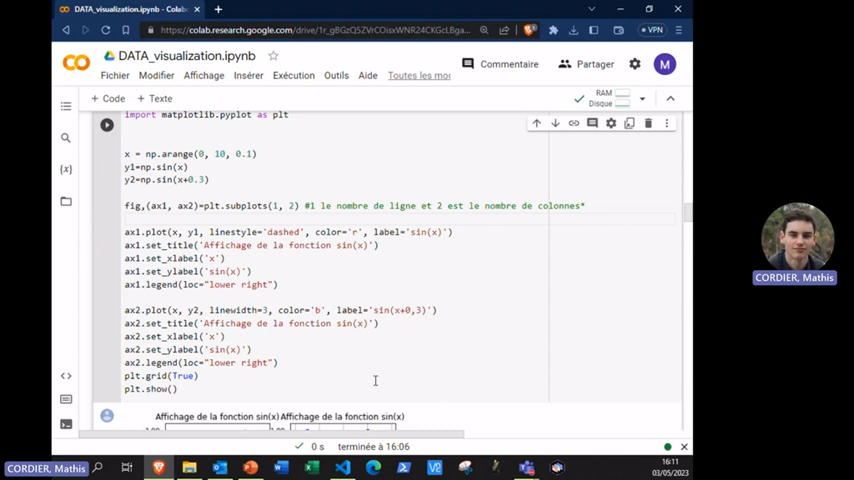 DATA_visualization.ipynb - Colab
https://colab.research.google.com/drive/1r_gBGzQ5ZVrCOisxWNR24CKGcLBga...
VPN
DATA_visualization.ipynb
Commentaire
Partager
M
Fichier Modifier Affichage Insérer Exécution Outils Aide Toutes les mod
+ Code + Texte
RAM
Disque
import matplotlib.pyplot as plt
x = np.arange(0, 10, 0.1)
y1=np.sin(x)
y2=np.sin(x+0.3)
fig,(ax1, ax2)=plt.subplots(1, 2) #1 le nombre de ligne et 2 est le nombre de colonnes*
ax1.plot(x, y1, linestyle='dashed', color='r', label='sin(x)')
ax1.set_title('Affichage de la fonction sin(x)')
ax1.set_xlabel('x')
ax1.set_ylabel('sin(x)')
ax1.legend(loc="lower right")
ax2.plot(x, y2, linewidth=3, color='b', label='sin(x+0,3)')
ax2.set_title('Affichage de la fonction sin(x)')
ax2.set_xlabel('x')
ax2.set_ylabel('sin(x)')
ax2.legend(loc="lower right")
plt.grid(True)
plt.show()
Affichage de la fonction sin(x) Affichage de la fonction sin(x)
0 s terminée à 16:06
CORDIER, Mathis
CORDIER, Mathis
16:11
03/05/2023